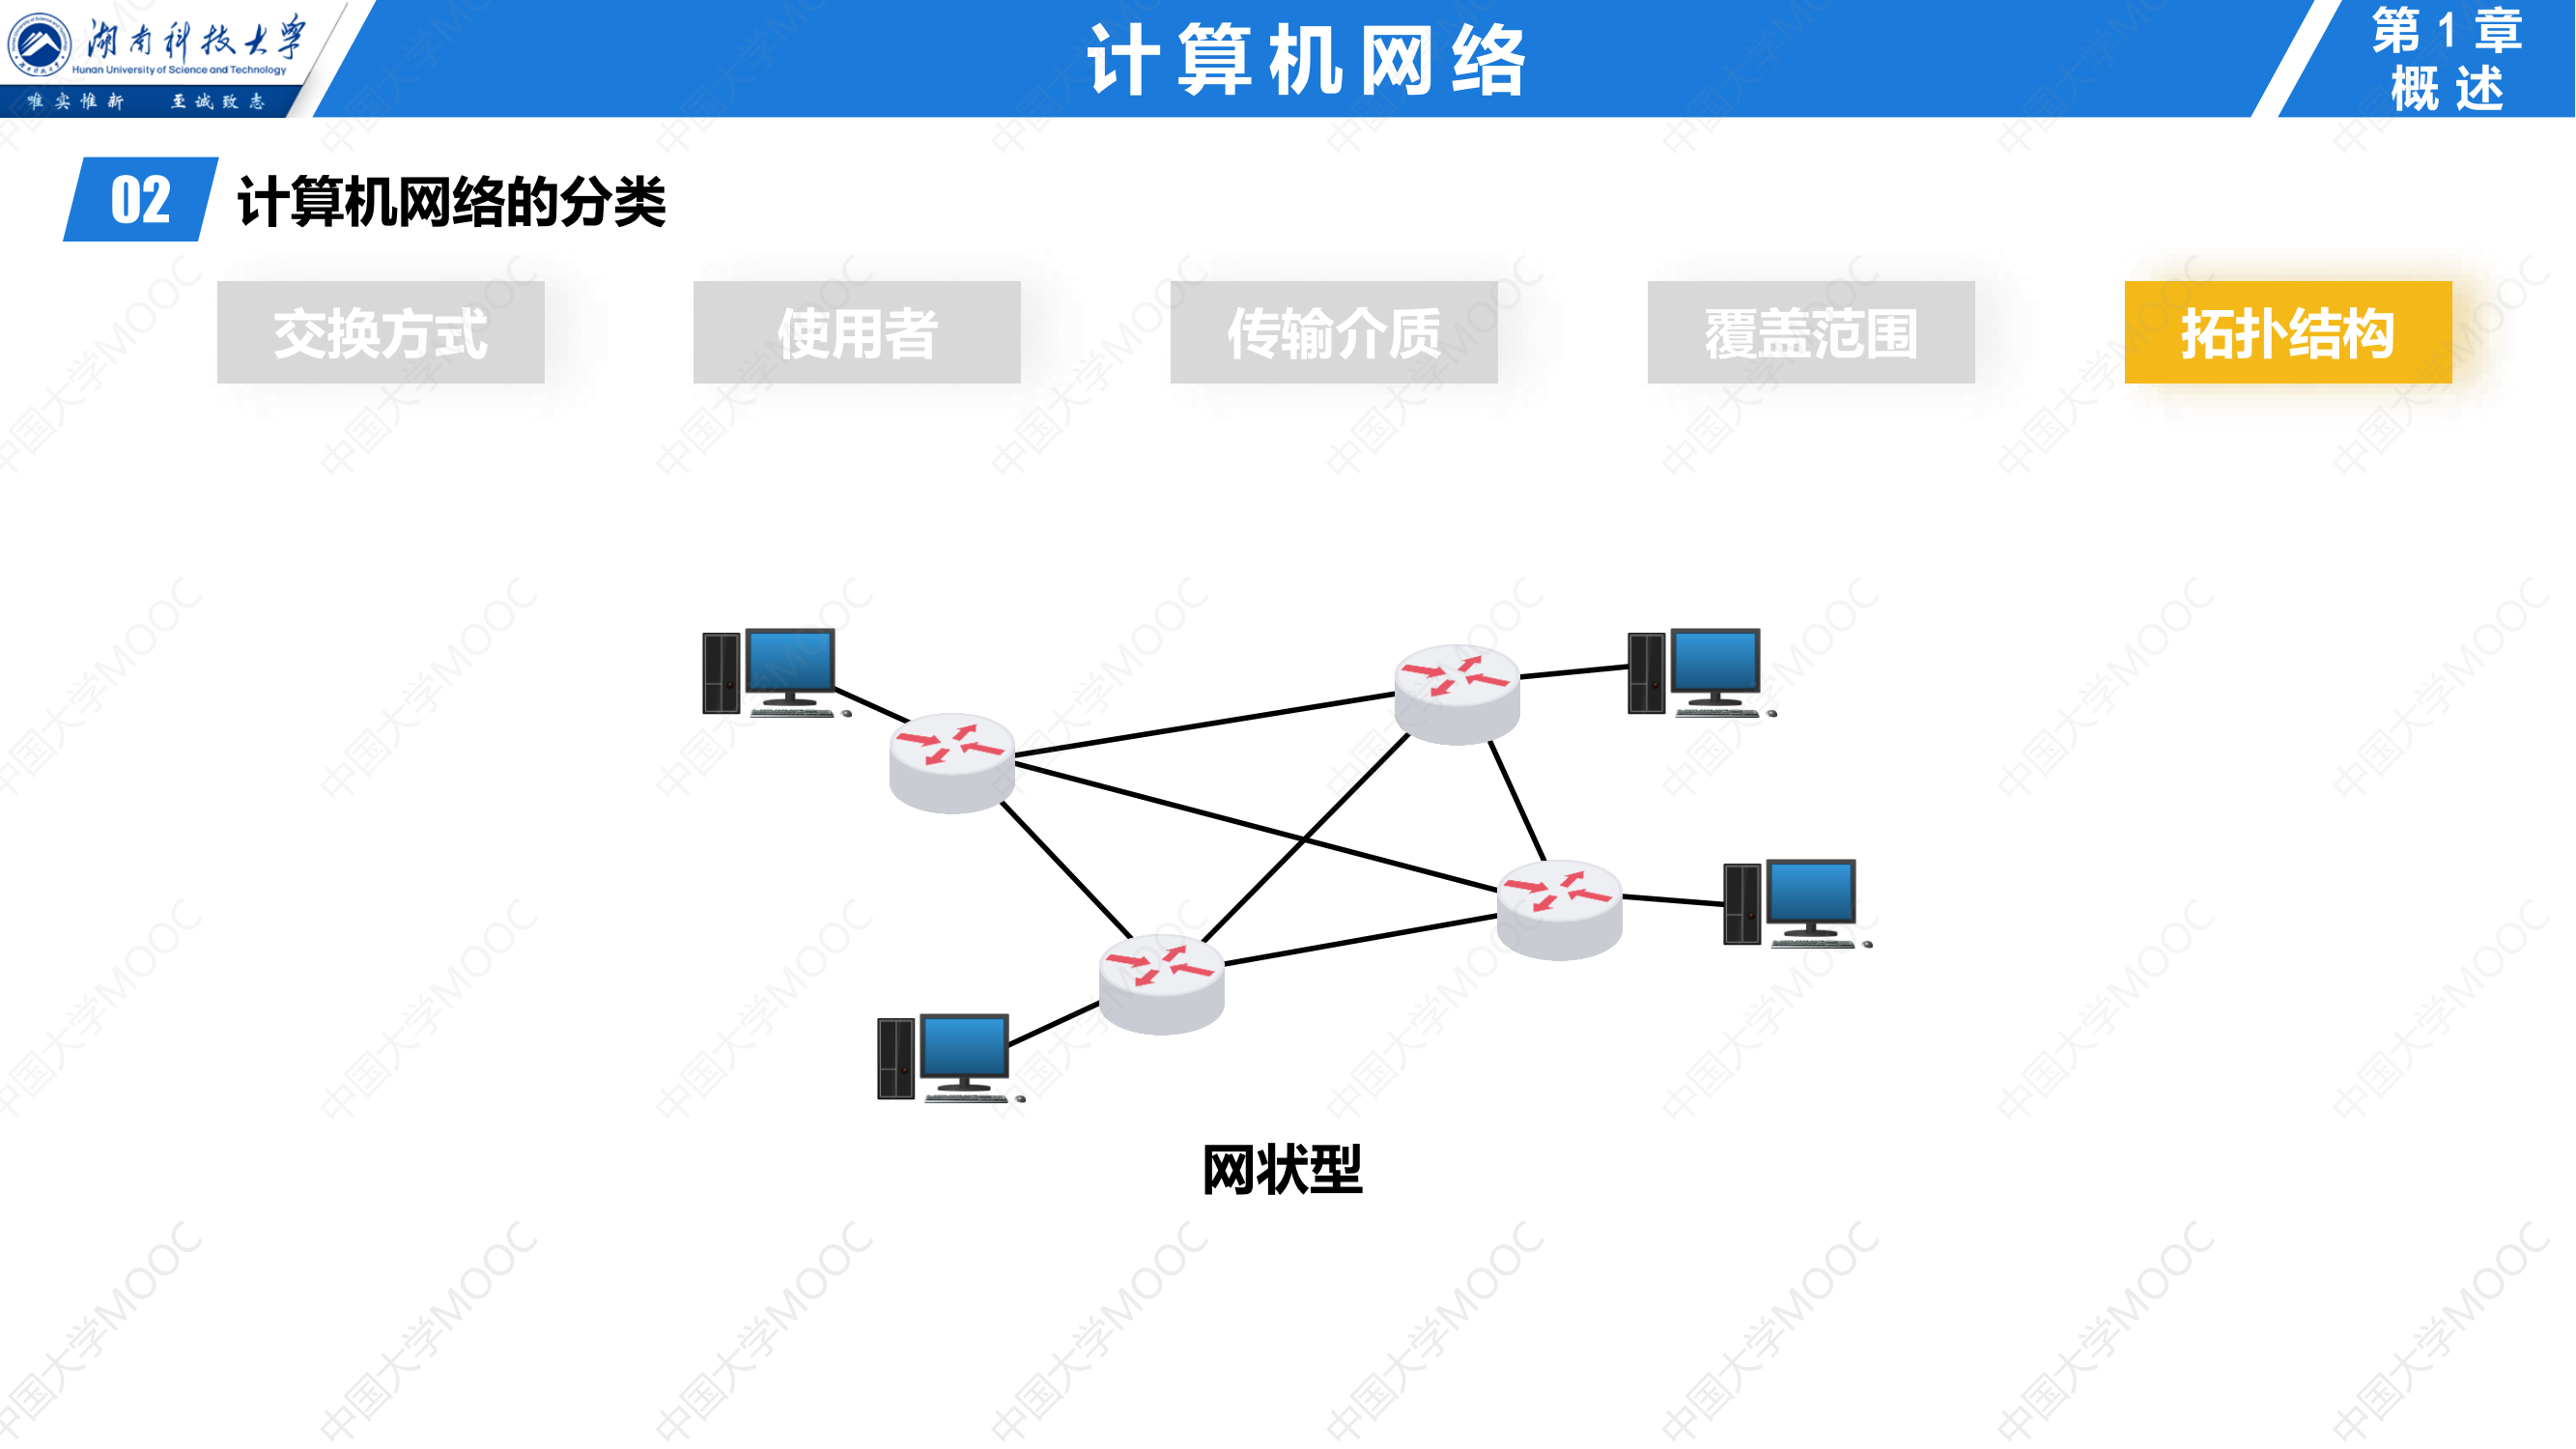 湖南科技大学
Hunan University of Science and Technology
唯实惟新 至诚致志
计算机网络
第1章
概述
02 计算机网络的分类
交换方式 使用者 传输介质 覆盖范围 拓扑结构
网状型
中国大学MOOC